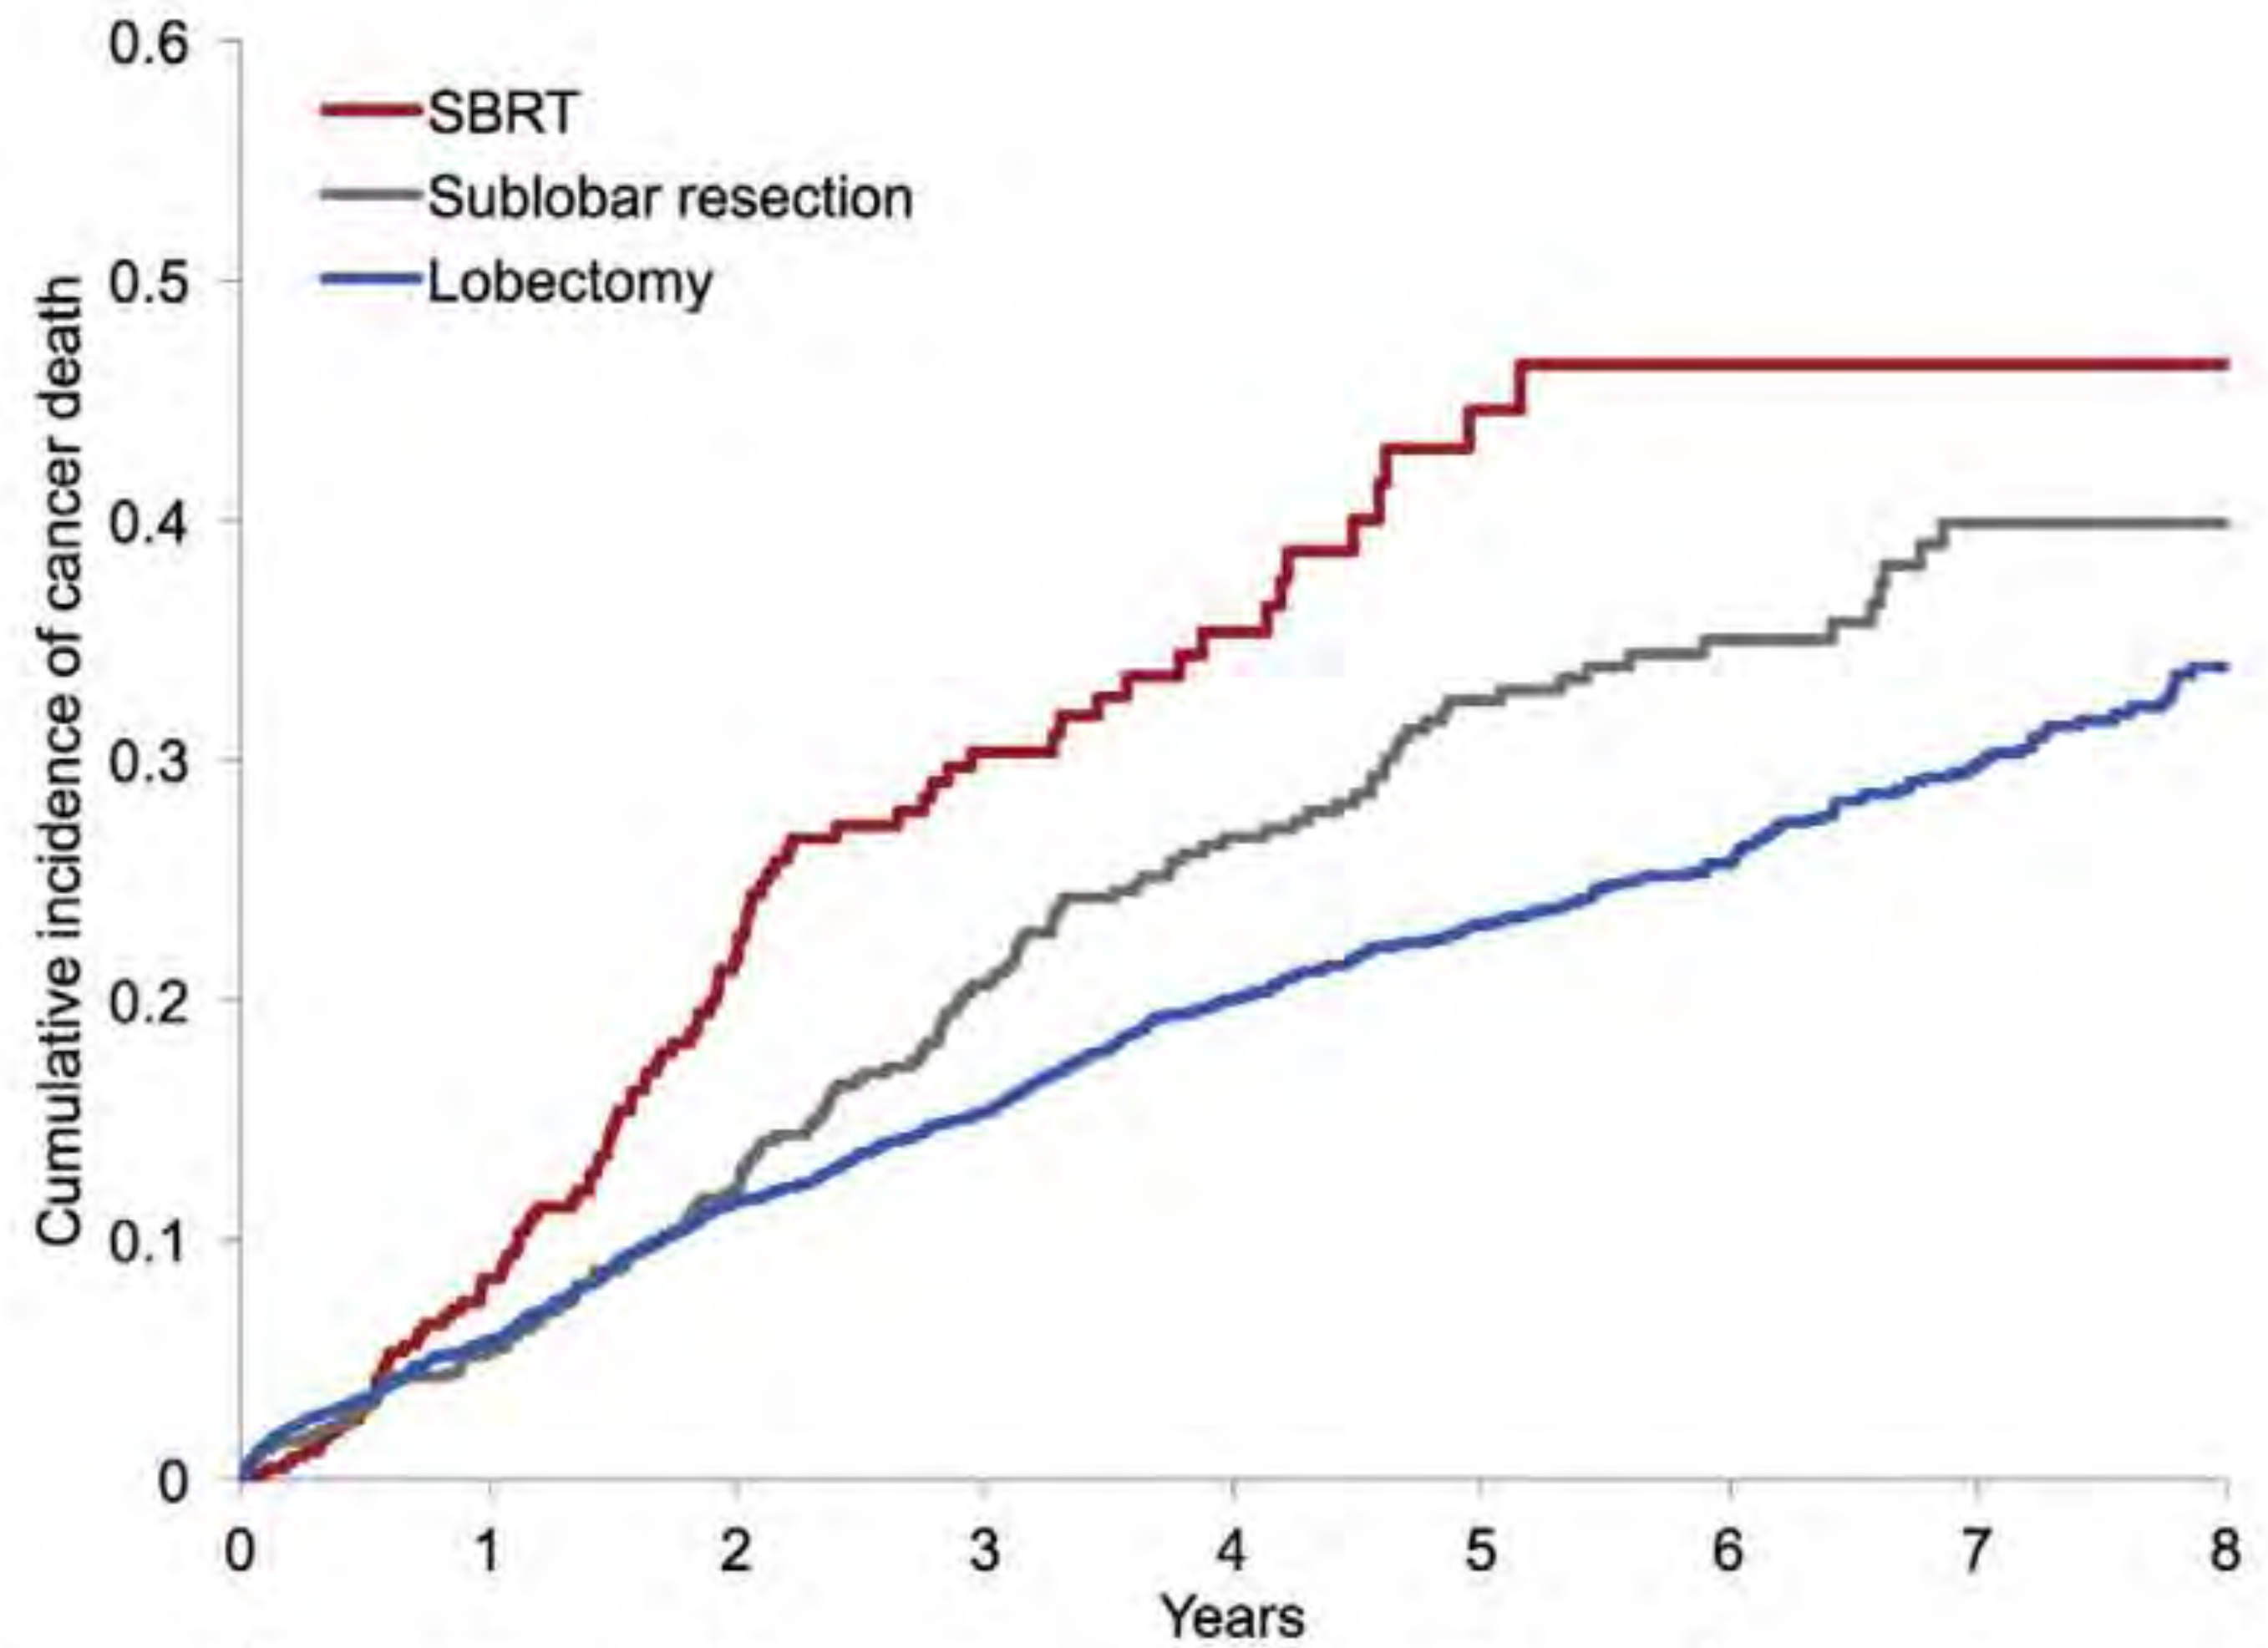 Cumulative incidence of cancer death
0.6
0.5
0.4
0.3
0.2
0.1
0
SBRT
Sublobar resection
Lobectomy
0 1 2 3 4 5 6 7 8
Years